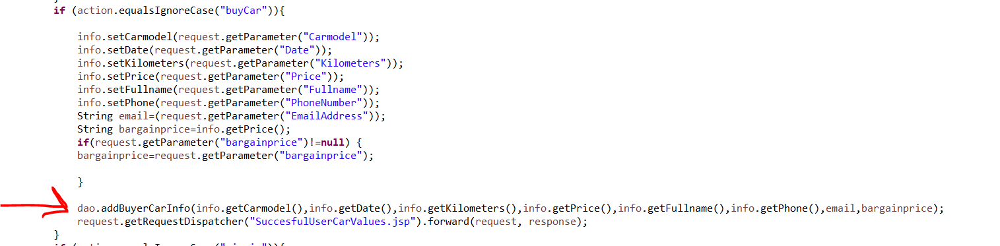 if (action.equalsIgnoreCase("buyCar")){
info.setCarmodel(request.getParameter("Carmodel"));
info.setDate(request.getParameter("Date"));
info.setKilometers(request.getParameter("Kilometers"));
info.setPrice(request.getParameter("Price"));
info.setFullname(request.getParameter("Fullname"));
info.setPhone(request.getParameter("PhoneNumber"));
String email=(request.getParameter("EmailAddress"));
String bargainprice=info.getPrice();
if(request.getParameter("bargainprice")!=null) {
bargainprice=request.getParameter("bargainprice");
}
dao.addBuyerCarInfo(info.getCarmodel(),info.getDate(),info.getKilometers(),info.getPrice(),info.getFullname(),info.getPhone(),email,bargainprice);
request.getRequestDispatcher("SuccesfulUserCarValues.jsp").forward(request, response);
}